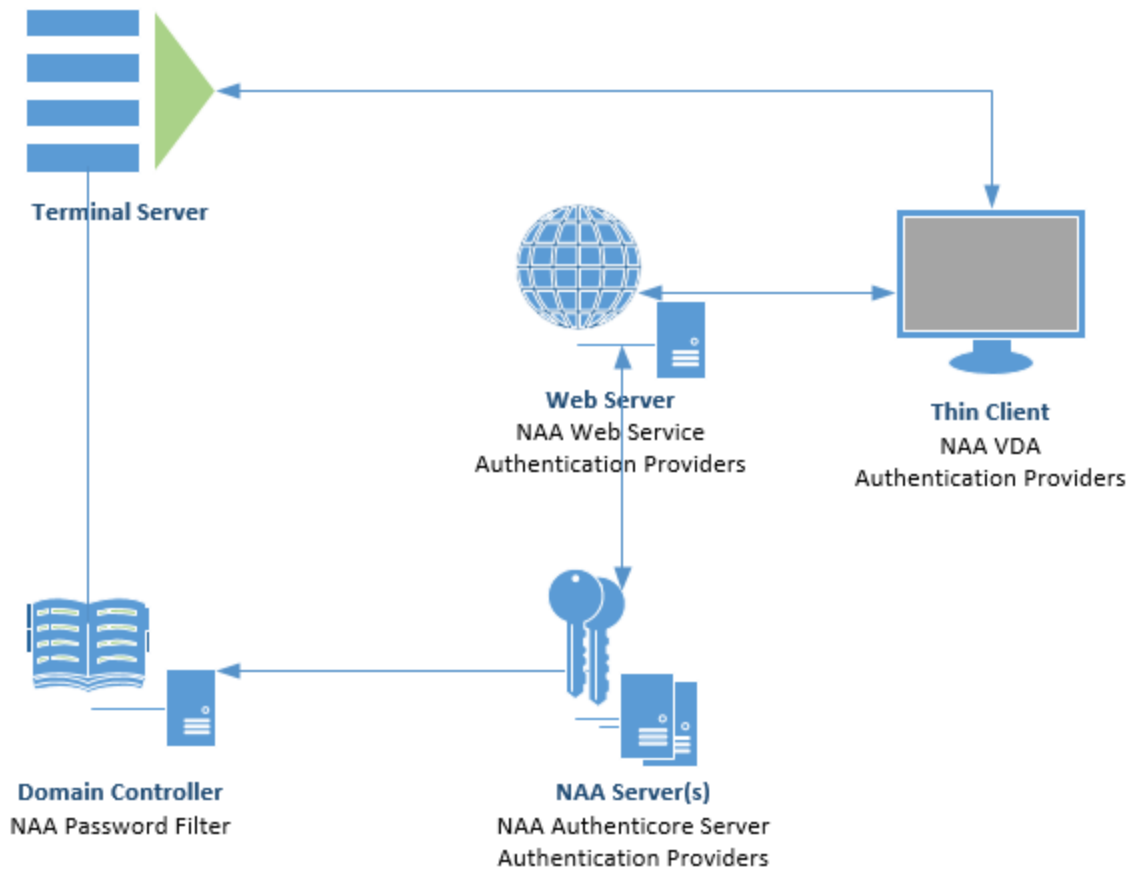 Terminal Server
Web Server
NAA Web Service
Authentication Providers
Thin Client
NAA VDA
Authentication Providers
Domain Controller
NAA Password Filter
NAA Server(s)
NAA Authenticore Server
Authentication Providers